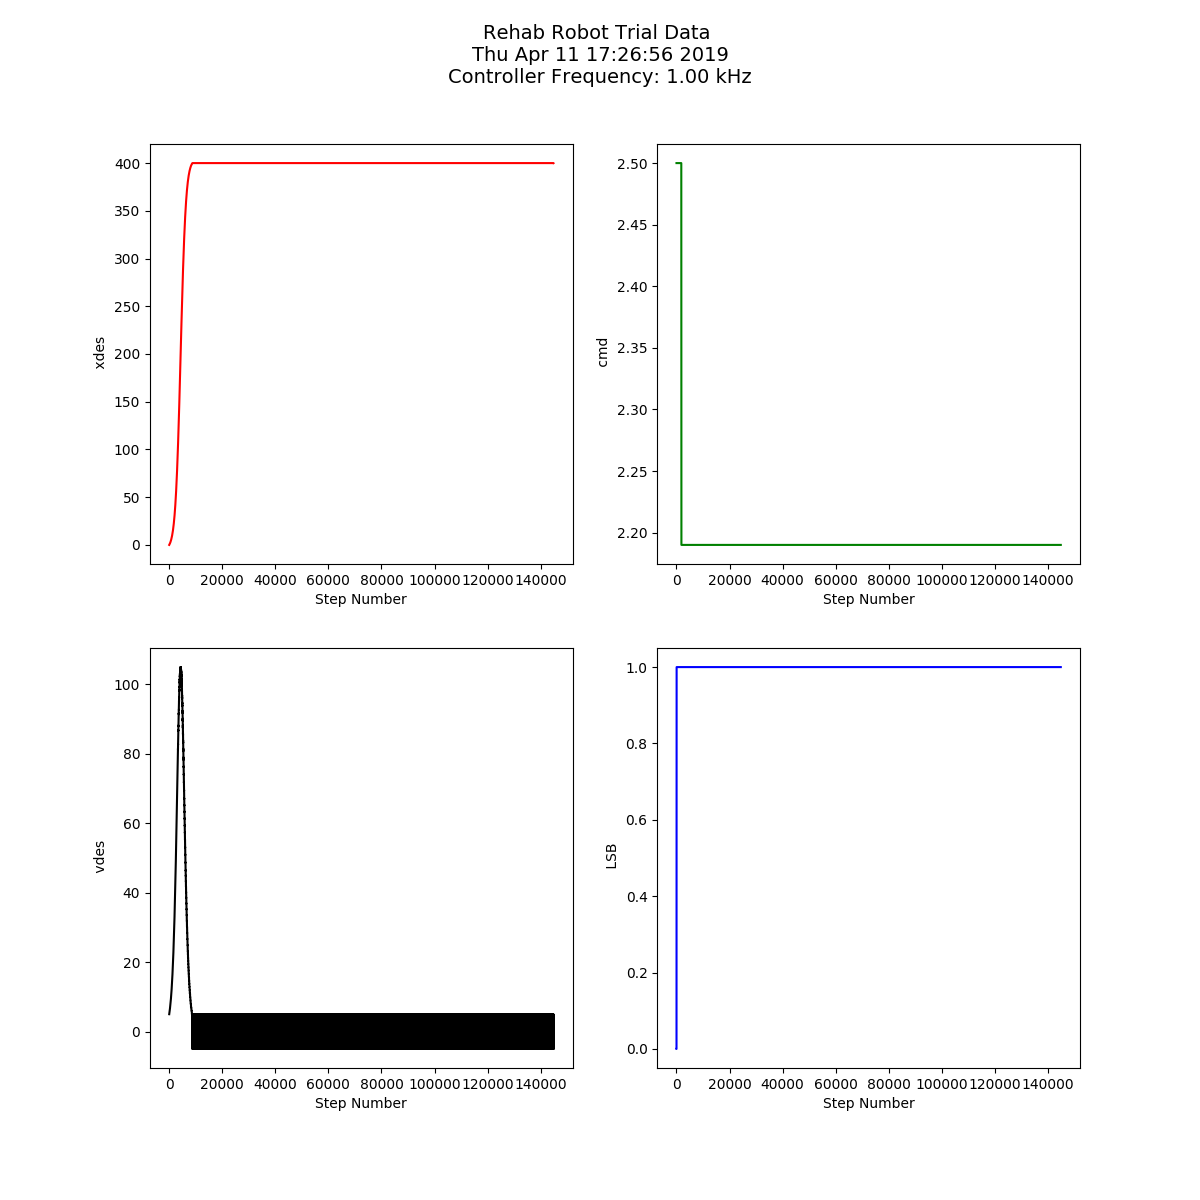 Rehab Robot Trial Data
Thu Apr 11 17:26:56 2019
Controller Frequency: 1.00 kHz
xdes
400
350
300
250
200
150
100
50
0
0 20000 40000 60000 80000 100000 120000 140000
Step Number
cmd
2.50
2.45
2.40
2.35
2.30
2.25
2.20
0 20000 40000 60000 80000 100000 120000 140000
Step Number
vdes
100
80
60
40
20
0
0 20000 40000 60000 80000 100000 120000 140000
Step Number
LSB
1.0
0.8
0.6
0.4
0.2
0.0
0 20000 40000 60000 80000 100000 120000 140000
Step Number